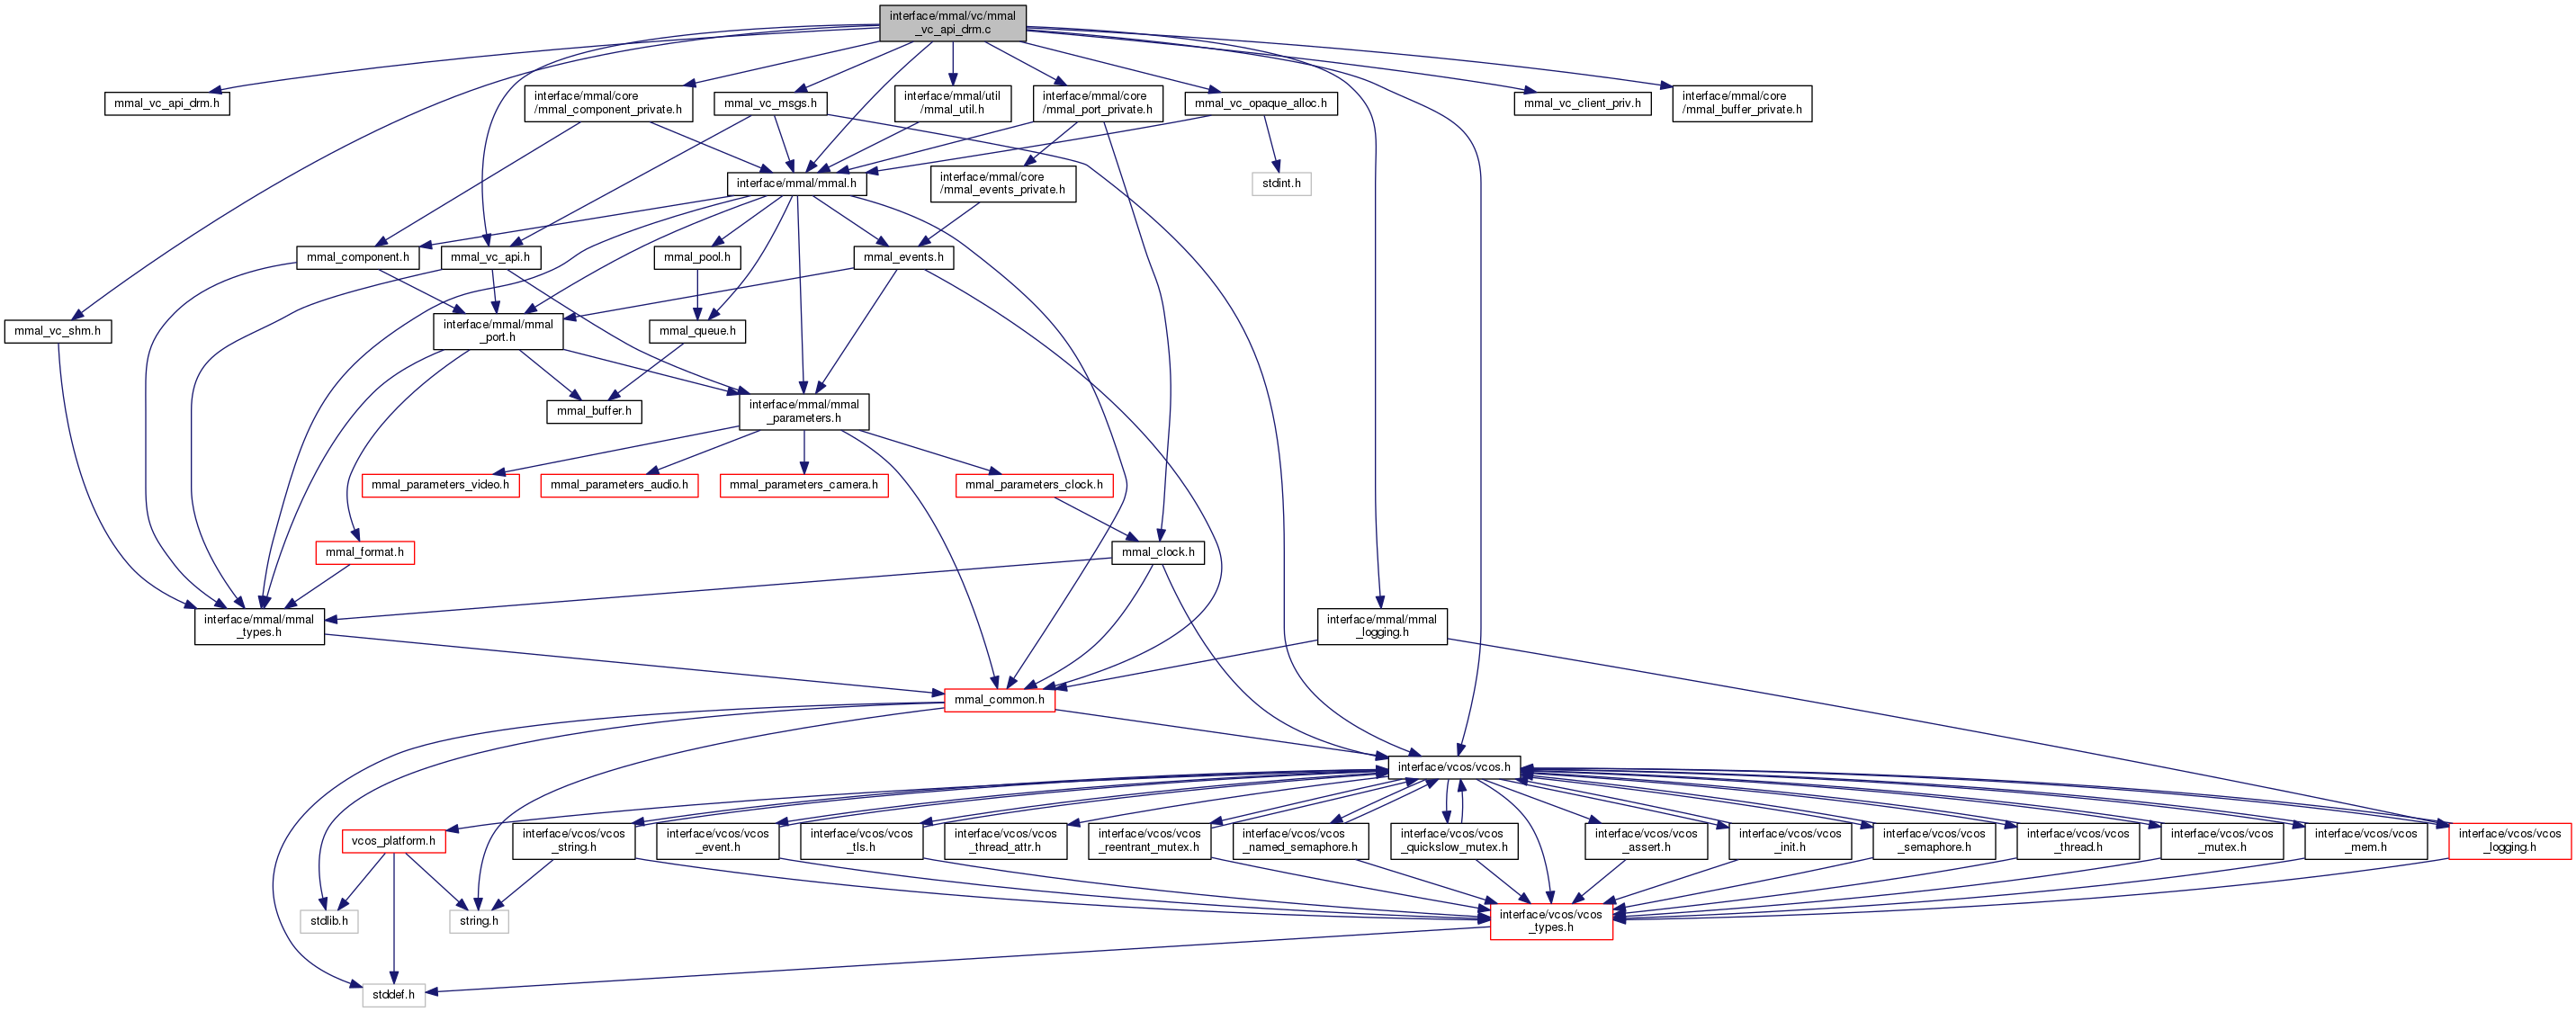 interface/mmal/vc/mmal
_vc_api_drm.c
mmal_vc_api_drm.h
interface/mmal/core
/mmal_component_private.h
mmal_vc_msgs.h
interface/mmal/util
/mmal_util.h
interface/mmal/core
/mmal_port_private.h
mmal_vc_opaque_alloc.h
mmal_vc_client_priv.h
interface/mmal/core
/mmal_buffer_private.h
interface/mmal/mmal.h
interface/mmal/core
/mmal_events_private.h
stdint.h
mmal_component.h
mmal_vc_api.h
mmal_pool.h
mmal_events.h
mmal_vc_shm.h
interface/mmal/mmal
_port.h
mmal_queue.h
mmal_buffer.h
interface/mmal/mmal
_parameters.h
mmal_parameters_video.h
mmal_parameters_audio.h
mmal_parameters_camera.h
mmal_parameters_clock.h
mmal_format.h
mmal_clock.h
interface/mmal/mmal
_types.h
interface/mmal/mmal
_logging.h
mmal_common.h
interface/vcos/vcos.h
vcos_platform.h
interface/vcos/vcos
_string.h
interface/vcos/vcos
_event.h
interface/vcos/vcos
_tls.h
interface/vcos/vcos
_thread_attr.h
interface/vcos/vcos
_reentrant_mutex.h
interface/vcos/vcos
_named_semaphore.h
interface/vcos/vcos
_quickslow_mutex.h
interface/vcos/vcos
_assert.h
interface/vcos/vcos
_init.h
interface/vcos/vcos
_semaphore.h
interface/vcos/vcos
_thread.h
interface/vcos/vcos
_mutex.h
interface/vcos/vcos
_mem.h
interface/vcos/vcos
_logging.h
stdlib.h
string.h
interface/vcos/vcos
_types.h
stddef.h